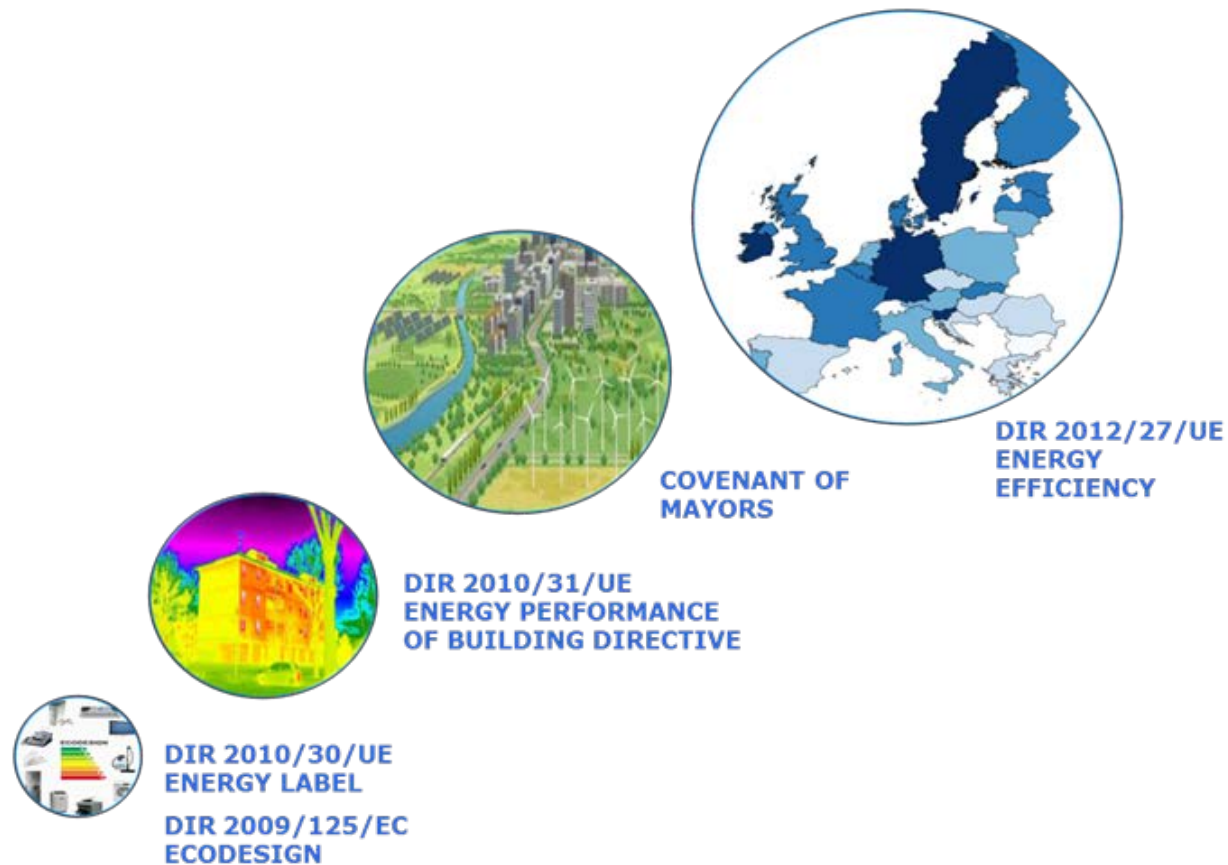 DIR 2012/27/UE
ENERGY
EFFICIENCY
COVENANT OF
MAYORS
DIR 2010/31/UE
ENERGY PERFORMANCE
OF BUILDING DIRECTIVE
ECODESIGN
DIR 2010/30/UE
ENERGY LABEL
DIR 2009/125/EC
ECODESIGN